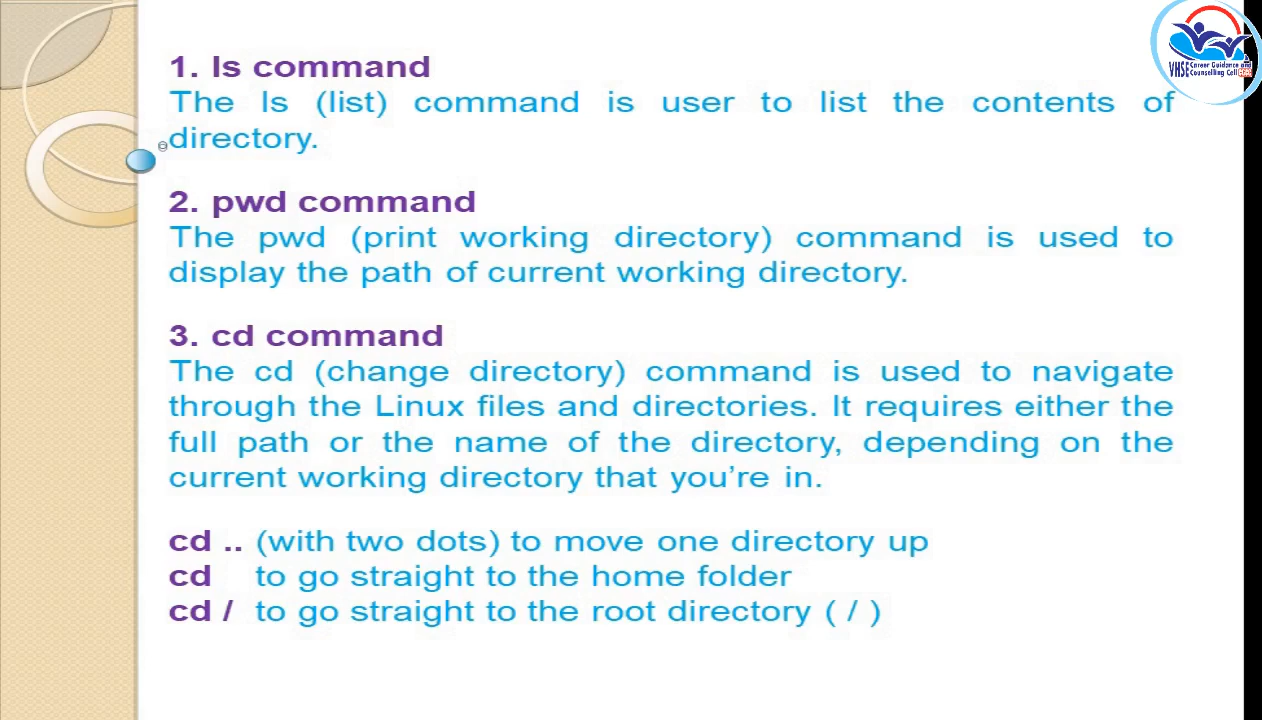 VHSE Career Guidance and
Counselling Cell
1. ls command
The ls (list) command is user to list the contents of
directory.
2. pwd command
The pwd (print working directory) command is used to
display the path of current working directory.
3. cd command
The cd (change directory) command is used to navigate
through the Linux files and directories. It requires either the
full path or the name of the directory, depending on the
current working directory that you're in.
cd .. (with two dots) to move one directory up
cd to go straight to the home folder
cd / to go straight to the root directory ( / )